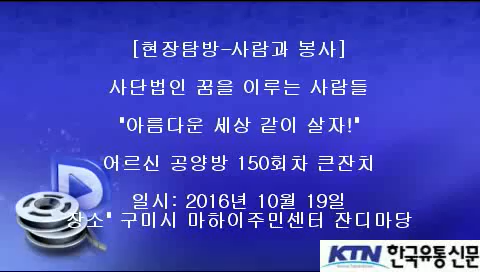 [현장탐방-사람과 봉사]
사단법인 꿈을 이루는 사람들
"아름다운 세상 같이 살자!"
어르신 공양방 150회차 큰잔치
일시: 2016년 10월 19일
장소" 구미시 마하이주민센터 잔디마당
KTN 한국유통신문